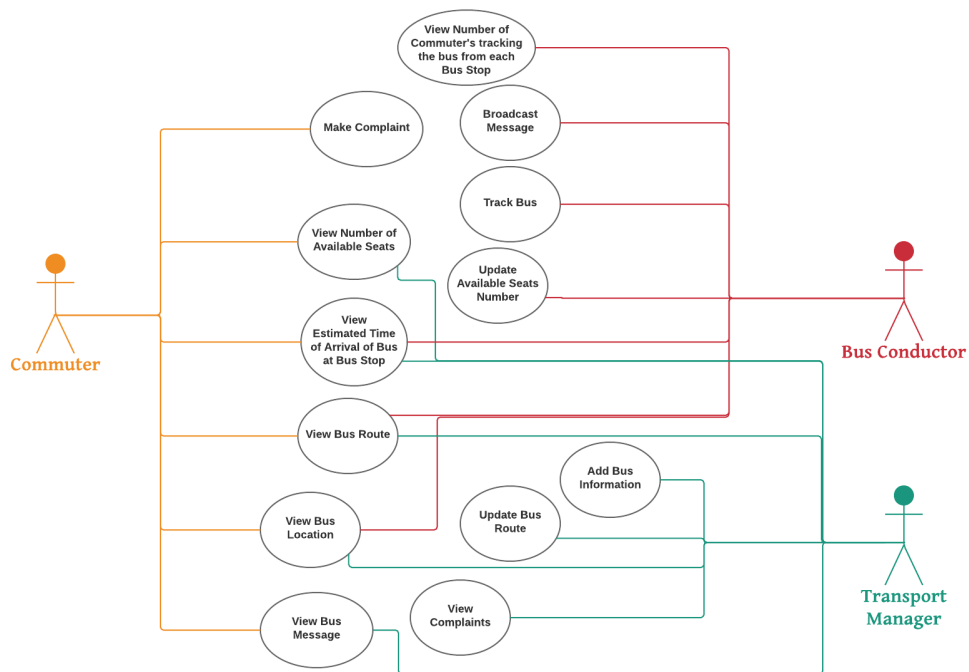 View Number of
Commuter's tracking
the bus from each
Bus Stop
Make Complaint
Broadcast
Message
Track Bus
View Number of
Available Seats
Update
Available Seats
Number
View
Estimated Time
of Arrival of Bus
at Bus Stop
Commuter
Bus Conductor
View Bus Route
Add Bus
Information
View Bus
Location
Update Bus
Route
Transport
Manager
View
Complaints
View Bus
Message